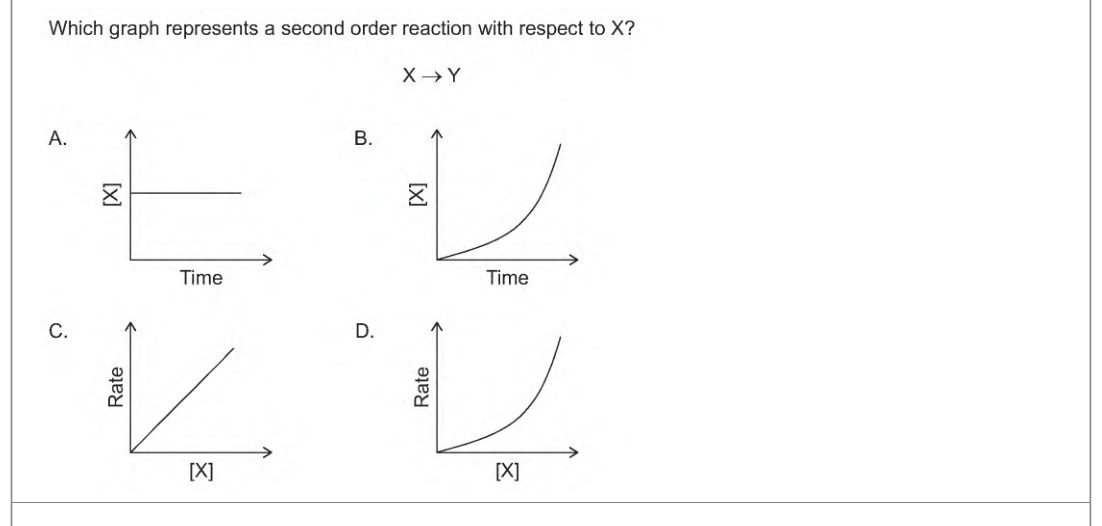 Which graph represents a second order reaction with respect to X?
X → Y
A.
[X]
Time
B.
[X]
Time
C.
Rate
[X]
D.
Rate
[X]